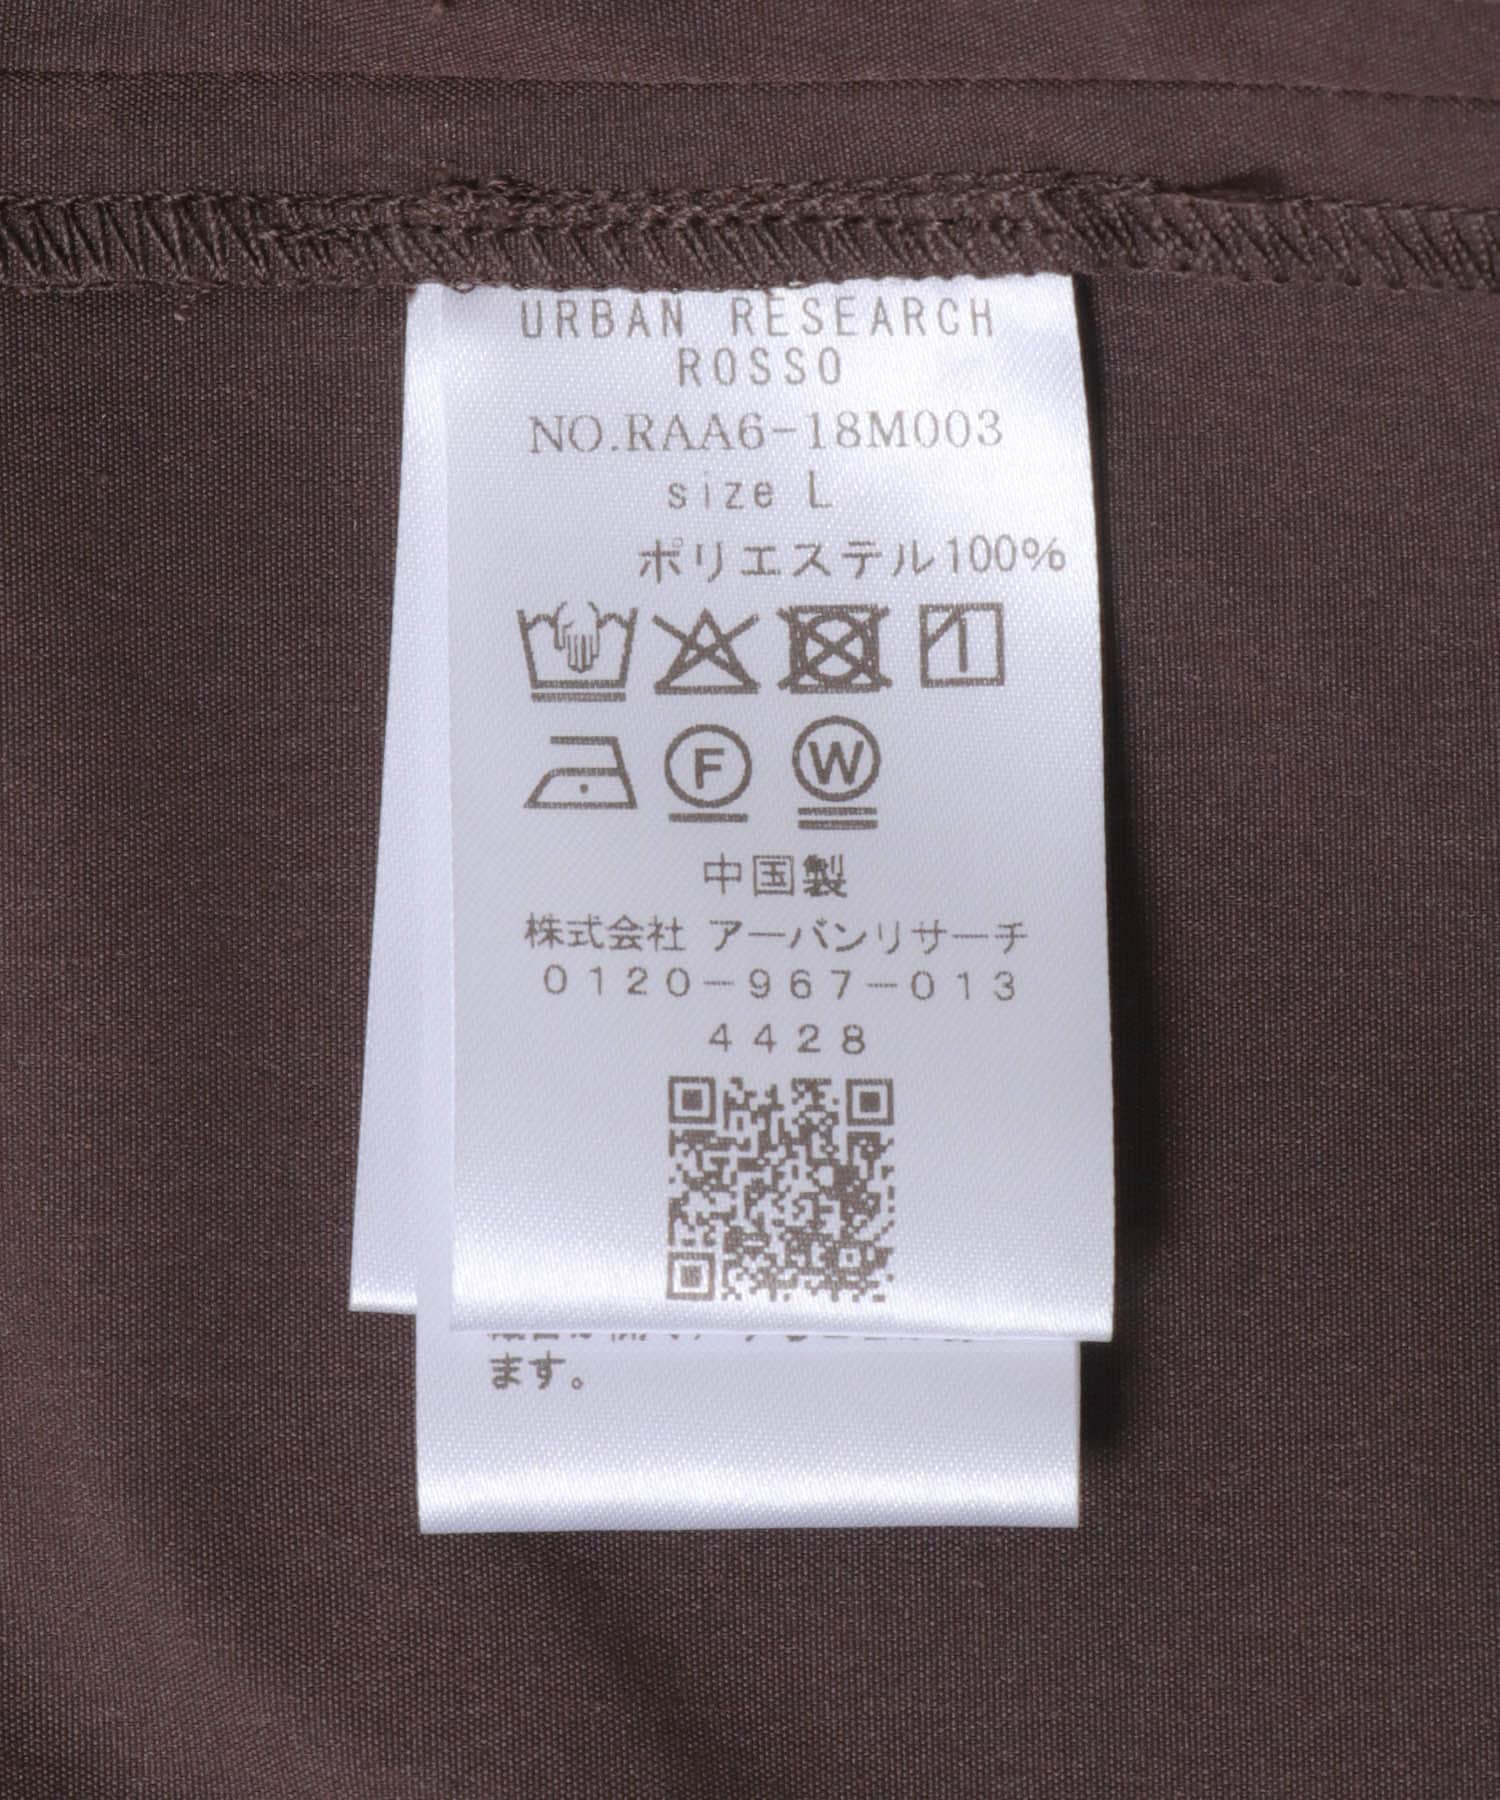 URBAN RESEARCH
ROSSO
NO.RAA6-18M003
size L
ポリエステル100%
F W
中国製
株式会社 アーバンリサーチ
0120-967-013
4428
ます。